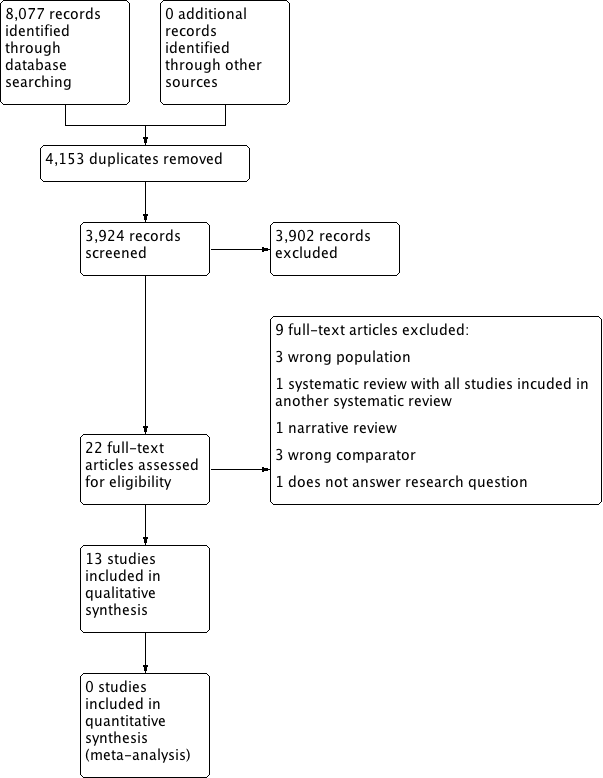 8,077 records
identified
through
database
searching
0 additional
records
identified
through other
sources
4,153 duplicates removed
3,924 records
screened
3,902 records
excluded
9 full-text articles excluded:
3 wrong population
1 systematic review with all studies incuded in
another systematic review
1 narrative review
3 wrong comparator
1 does not answer research question
22 full-text
articles assessed
for eligibility
13 studies
included in
qualitative
synthesis
0 studies
included in
quantitative
synthesis
(meta-analysis)